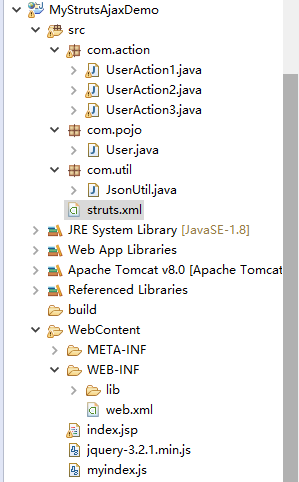 MyStrutsAjaxDemo
src
com.action
UserAction1.java
UserAction2.java
UserAction3.java
com.pojo
User.java
com.util
JsonUtil.java
struts.xml
JRE System Library [JavaSE-1.8]
Web App Libraries
Apache Tomcat v8.0 [Apache Tomcat
Referenced Libraries
build
WebContent
META-INF
WEB-INF
lib
web.xml
index.jsp
jquery-3.2.1.min.js
myindex.js